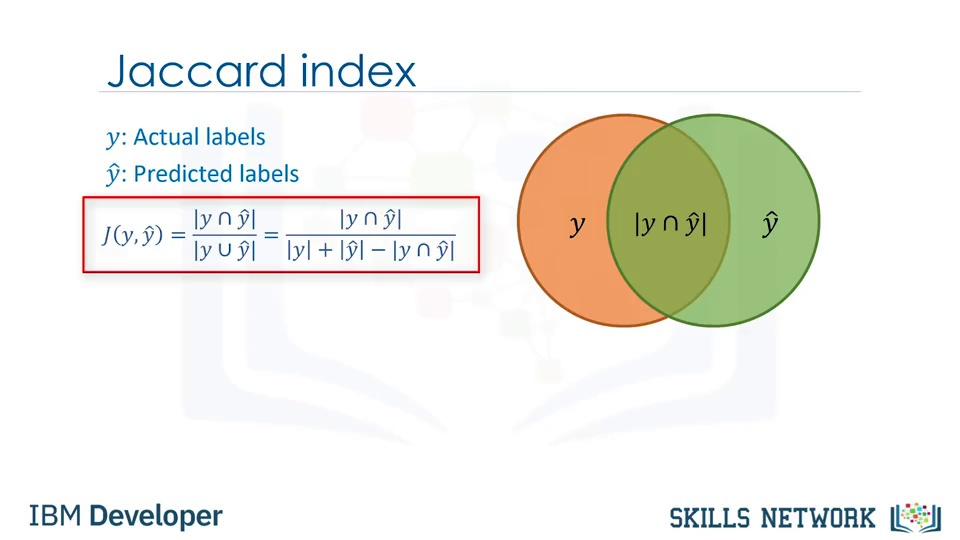 Jaccard index
y: Actual labels
ŷ: Predicted labels
J(y, ŷ) = |y ∩ ŷ| / |y ∪ ŷ| = |y ∩ ŷ| / |y| + |ŷ| − |y ∩ ŷ|
y |y ∩ ŷ| ŷ
IBM Developer
SKILLS NETWORK